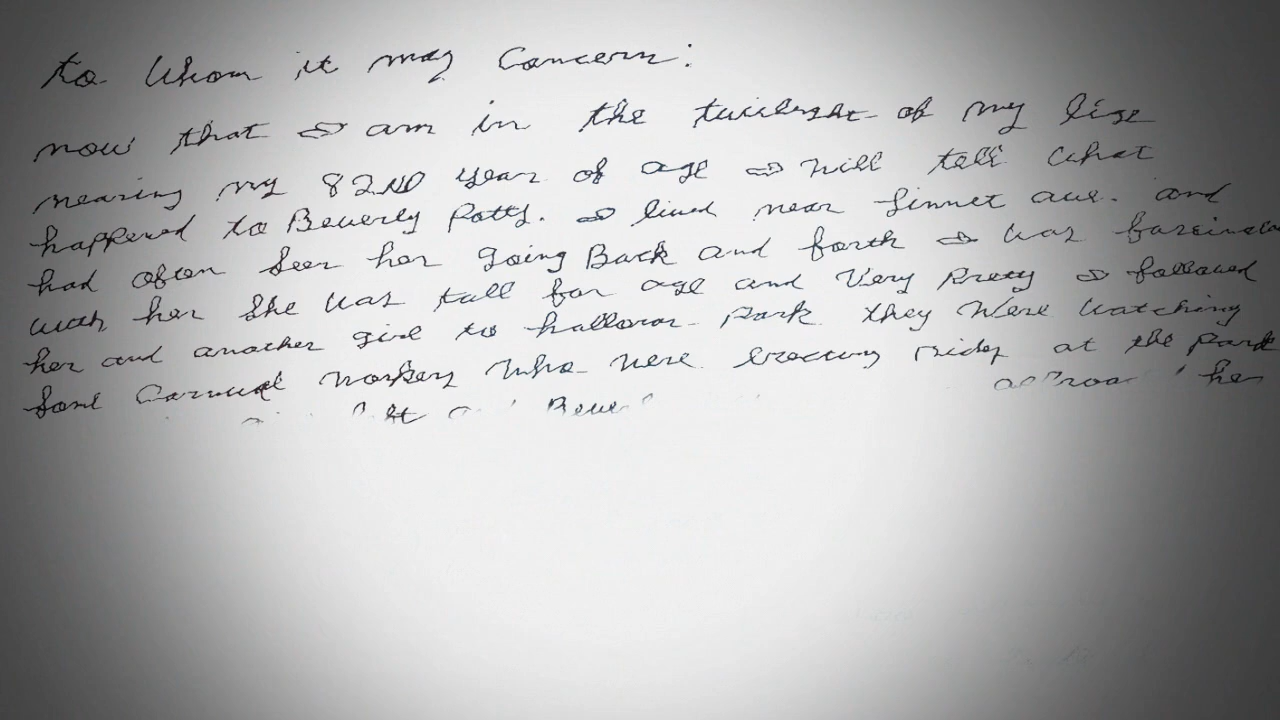 to Whom it may Concern:
now that I am in the twilight of my life
nearing my 82ND year of age I Will tell what
happened to Beverly Potts. I lived near Linnet ave. and
had often seen her going Back and forth I was
with her She was tall for age and Very Pretty I followed
her and another girl to halloran Park they Were watching
some Carnival workers Who were erecting rides at the Park
her